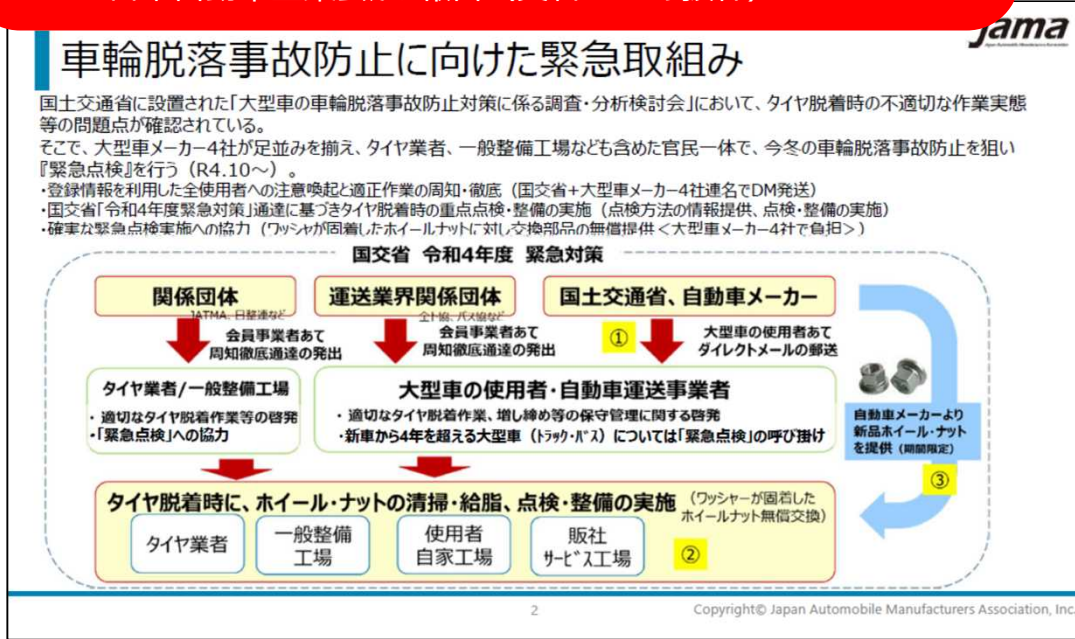 jama
車輪脱落事故防止に向けた緊急取組み
国土交通省に設置された「大型車の車輪脱落事故防止対策に係る調査・分析検討会」において、タイヤ脱着時の不適切な作業実態
等の問題点が確認されている。
そこで、大型車メーカー4社が足並みを揃え、タイヤ業者、一般整備工場なども含めた官民一体で、今冬の車輪脱落事故防止を狙い
『緊急点検』を行う（R4.10～）。
・登録情報を利用した全使用者への注意喚起と適正作業の周知・徹底（国交省+大型車メーカー4社連名でDM発送）
・国交省「令和4年度緊急対策」通達に基づきタイヤ脱着時の重点点検・整備の実施（点検方法の情報提供、点検・整備の実施）
・確実な緊急点検実施への協力（ワッシャが固着したホイールナットに対し交換部品の無償提供＜大型車メーカー4社で負担＞）
国交省 令和4年度 緊急対策
関係団体
JATMA、日整連など
会員事業者あて
周知徹底通達の発出
運送業界関係団体
全ト協、バス協など
会員事業者あて
周知徹底通達の発出
国土交通省、自動車メーカー
①
大型車の使用者あて
ダイレクトメールの郵送
タイヤ業者/一般整備工場
・適切なタイヤ脱着作業等の啓発
・「緊急点検」への協力
大型車の使用者・自動車運送事業者
・適切なタイヤ脱着作業、増し締め等の保守管理に関する啓発
・新車から4年を超える大型車（トラック・バス）については「緊急点検」の呼び掛け
自動車メーカーより
新品ホイール・ナット
を提供（期間限定）
③
タイヤ脱着時に、ホイール・ナットの清掃・給脂、点検・整備の実施
（ワッシャーが固着した
ホイールナット無償交換）
タイヤ業者
一般整備
工場
使用者
自家工場
販社
サービス工場
②
2
Copyright© Japan Automobile Manufacturers Association, Inc.